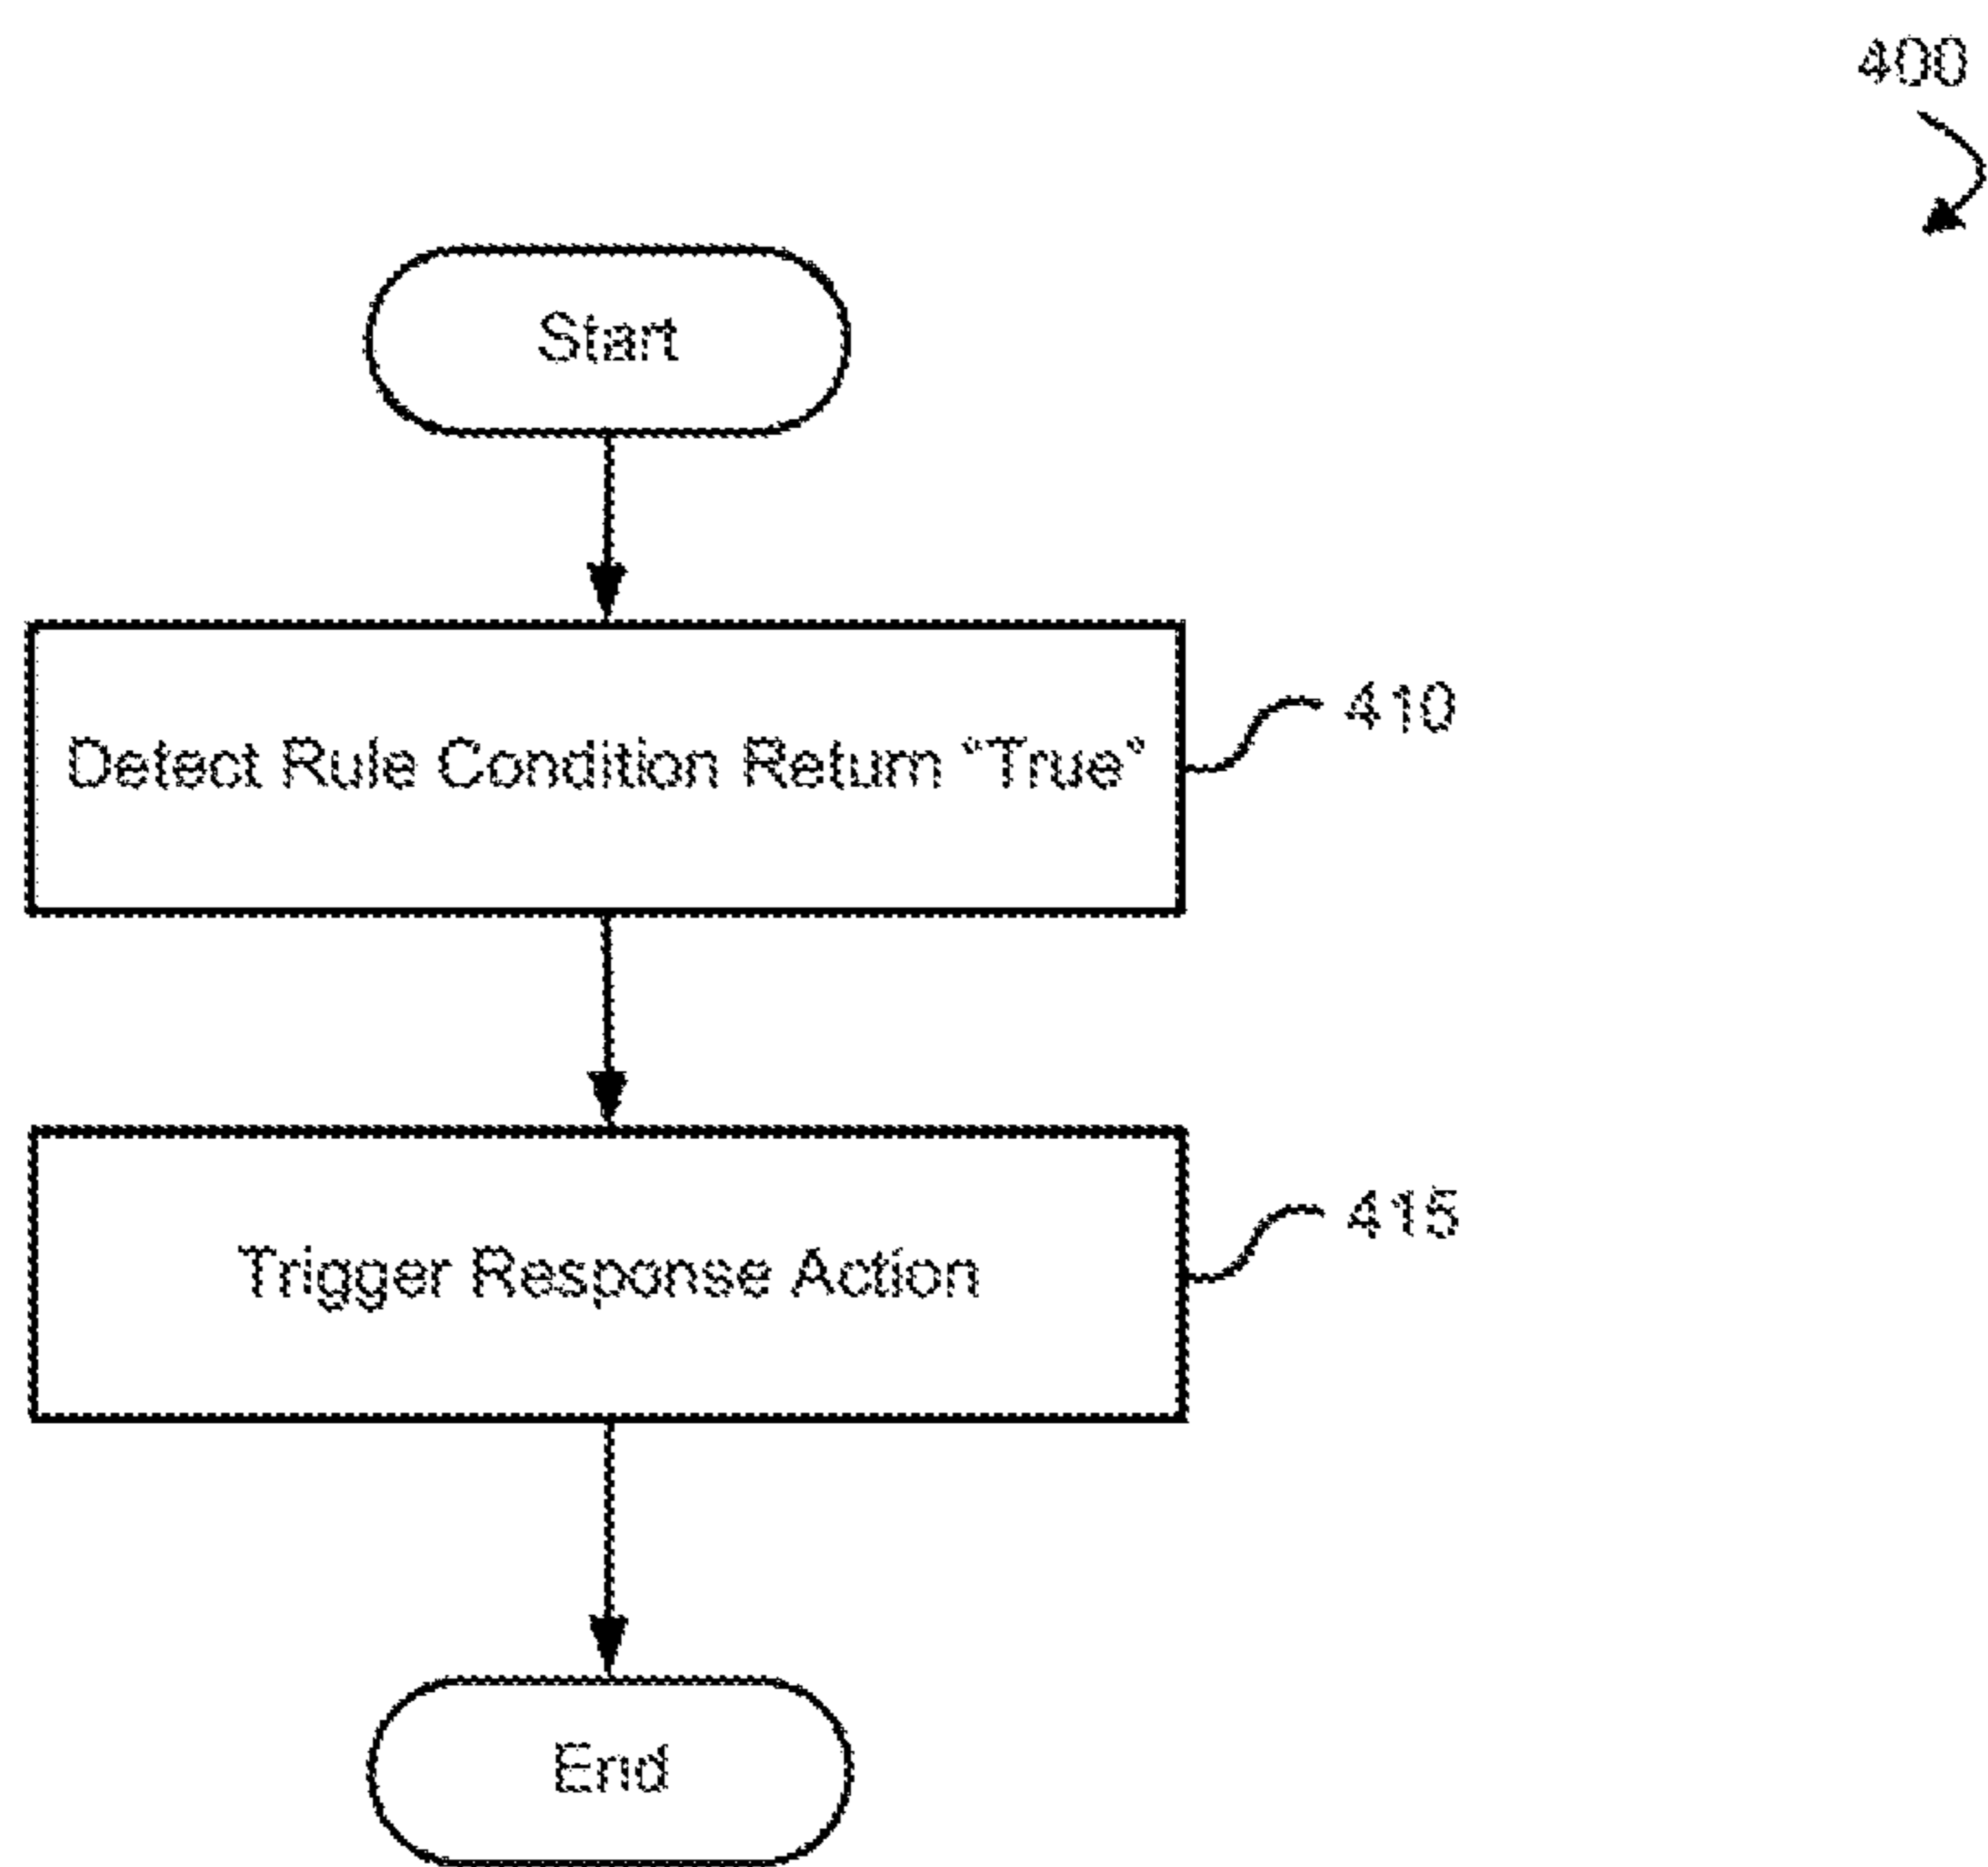 400
Start
Detect Rule Condition Return “True”
410
Trigger Response Action
415
End